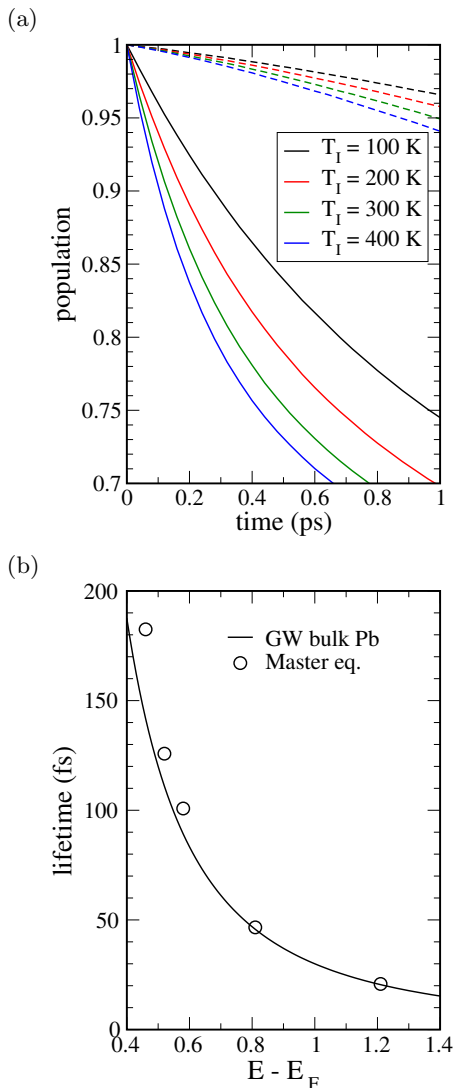 (a)
1
0.95
0.9
0.85
0.8
0.75
0.7
population
T_I = 100 K
T_I = 200 K
T_I = 300 K
T_I = 400 K
0 0.2 0.4 0.6 0.8 1
time (ps)
(b)
200
150
100
50
0
lifetime (fs)
GW bulk Pb
Master eq.
0.4 0.6 0.8 1 1.2 1.4
E - E_F